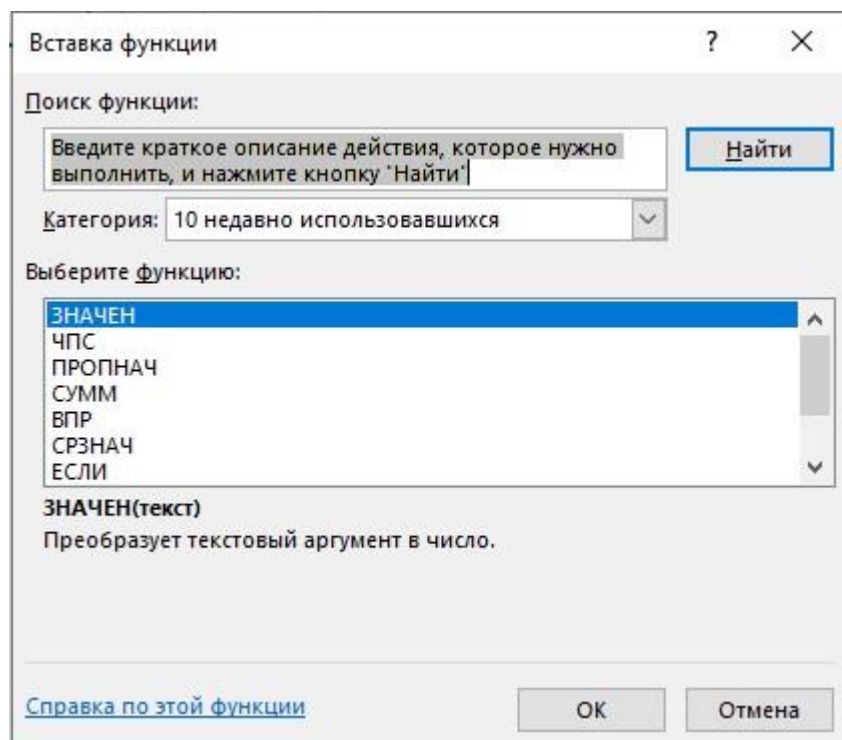 Вставка функции
?
Поиск функции:
Введите краткое описание действия, которое нужно
выполнить, и нажмите кнопку 'Найти'
Найти
Категория: 10 недавно использовавшихся
Выберите функцию:
ЗНАЧЕН
ЧПС
ПРОПНАЧ
СУММ
ВПР
СРЗНАЧ
ЕСЛИ
ЗНАЧЕН(текст)
Преобразует текстовый аргумент в число.
Справка по этой функции
ОК
Отмена